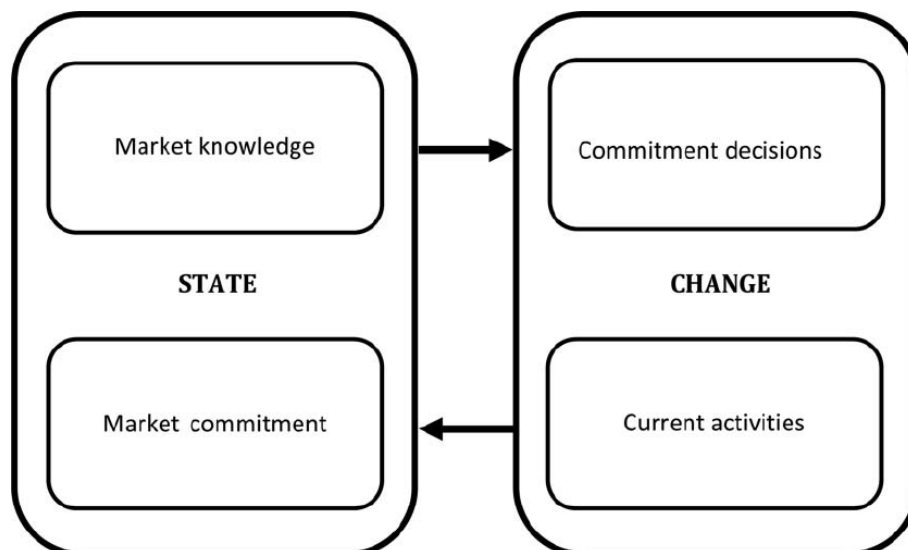 Market knowledge
Commitment decisions
STATE
CHANGE
Market commitment
Current activities